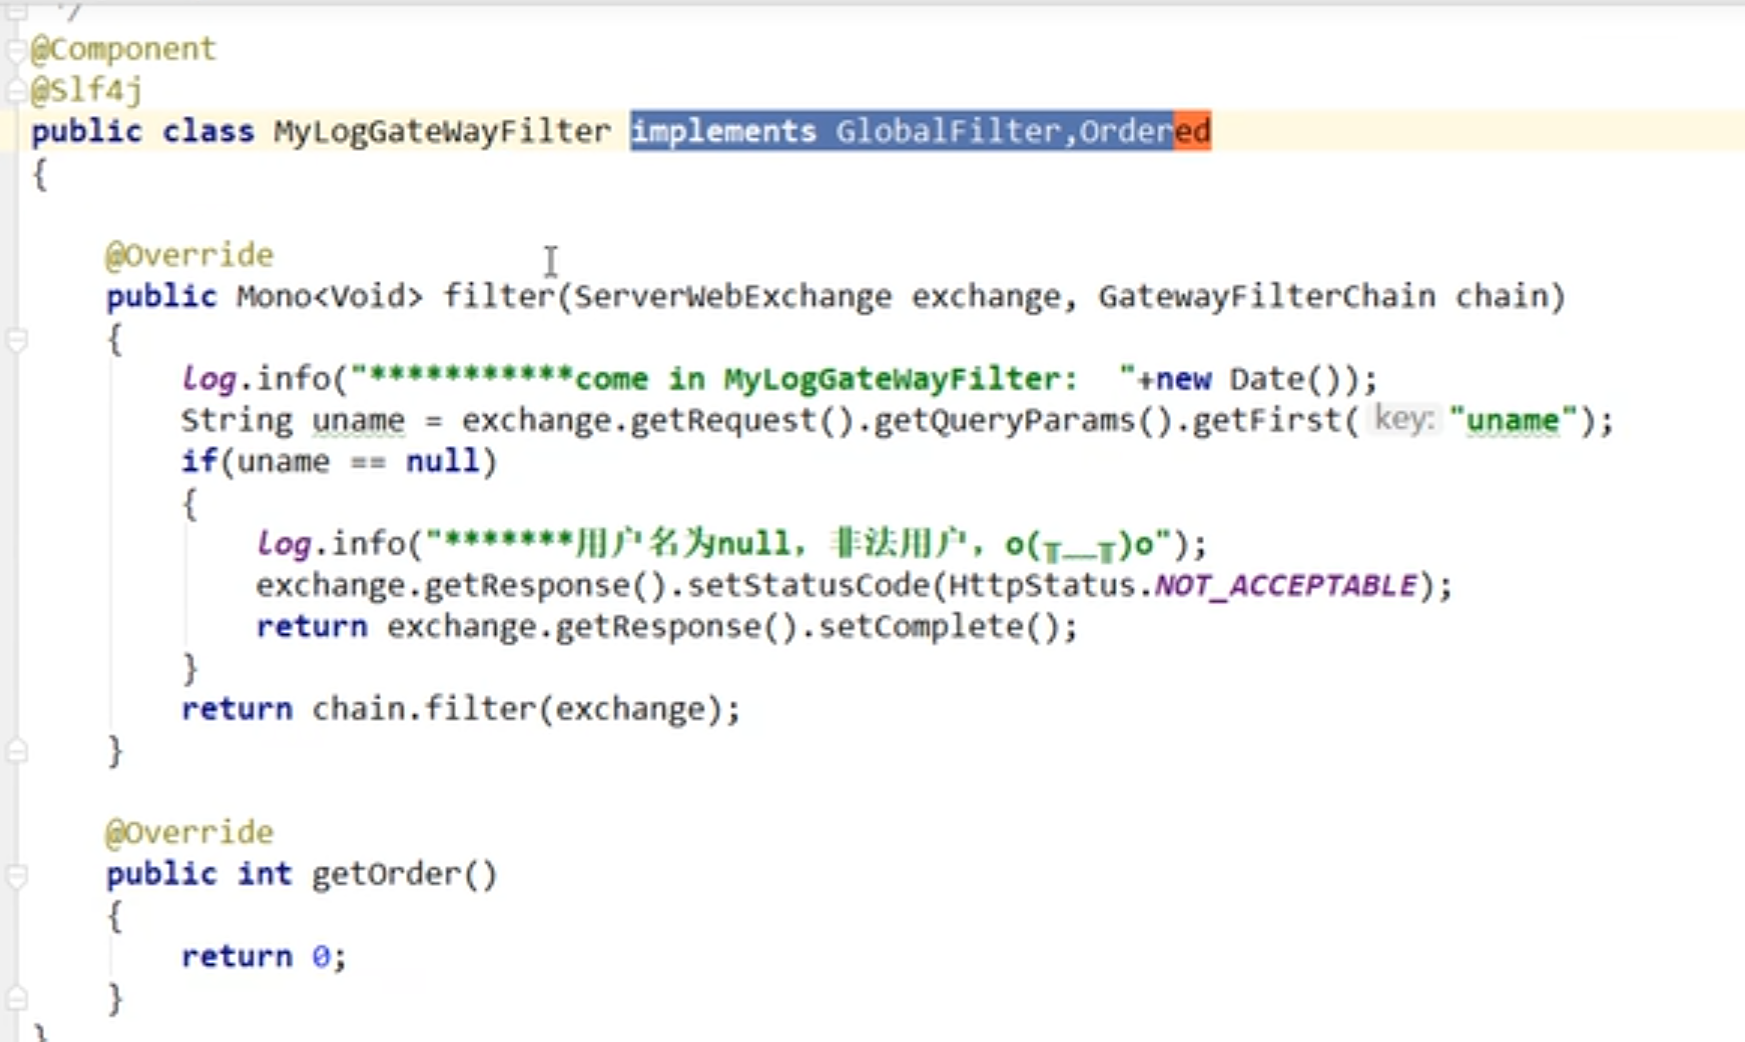 */
@Component
@Slf4j
public class MyLogGateWayFilter implements GlobalFilter,Ordered
{
@Override
public Mono<Void> filter(ServerWebExchange exchange, GatewayFilterChain chain)
{
log.info("***********come in MyLogGateWayFilter:  "+new Date());
String uname = exchange.getRequest().getQueryParams().getFirst( key: "uname");
if(uname == null)
{
log.info("*******用户名为null，非法用户，o(╥﹏╥)o");
exchange.getResponse().setStatusCode(HttpStatus.NOT_ACCEPTABLE);
return exchange.getResponse().setComplete();
}
return chain.filter(exchange);
}
@Override
public int getOrder()
{
return 0;
}
}